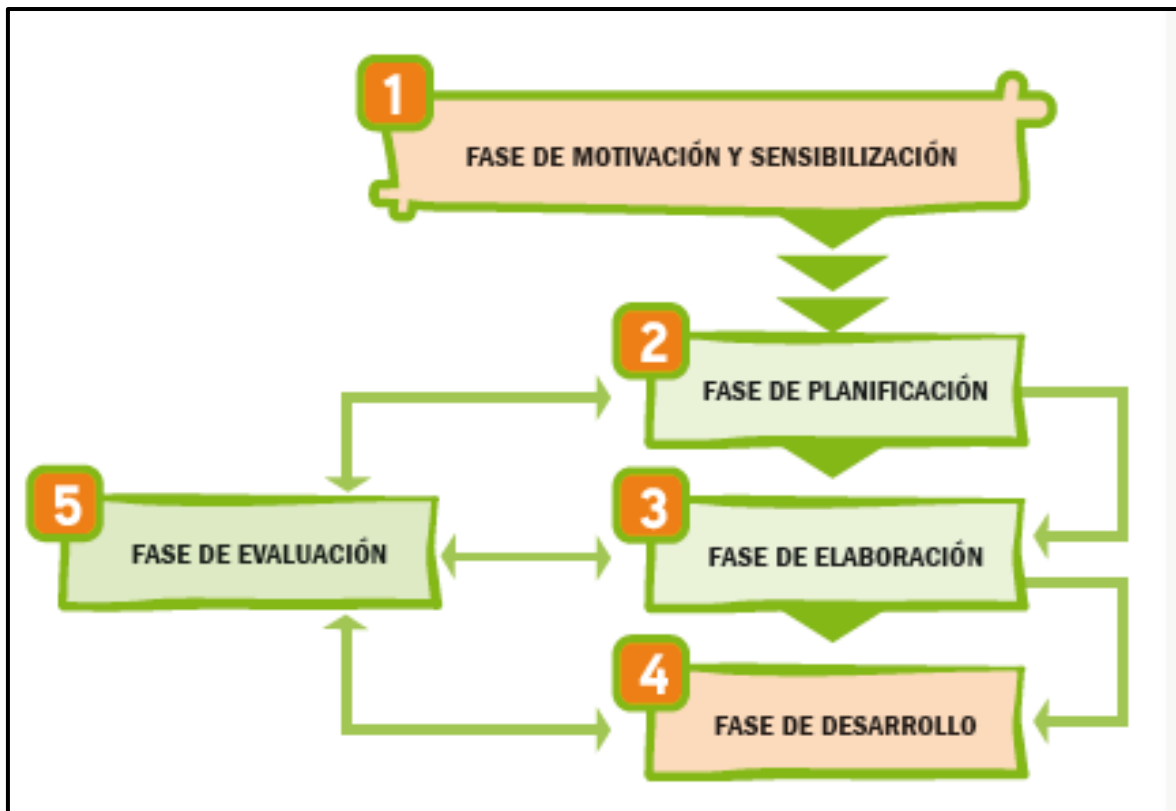 1
FASE DE MOTIVACIÓN Y SENSIBILIZACIÓN
2
FASE DE PLANIFICACIÓN
3
FASE DE ELABORACIÓN
4
FASE DE DESARROLLO
5
FASE DE EVALUACIÓN